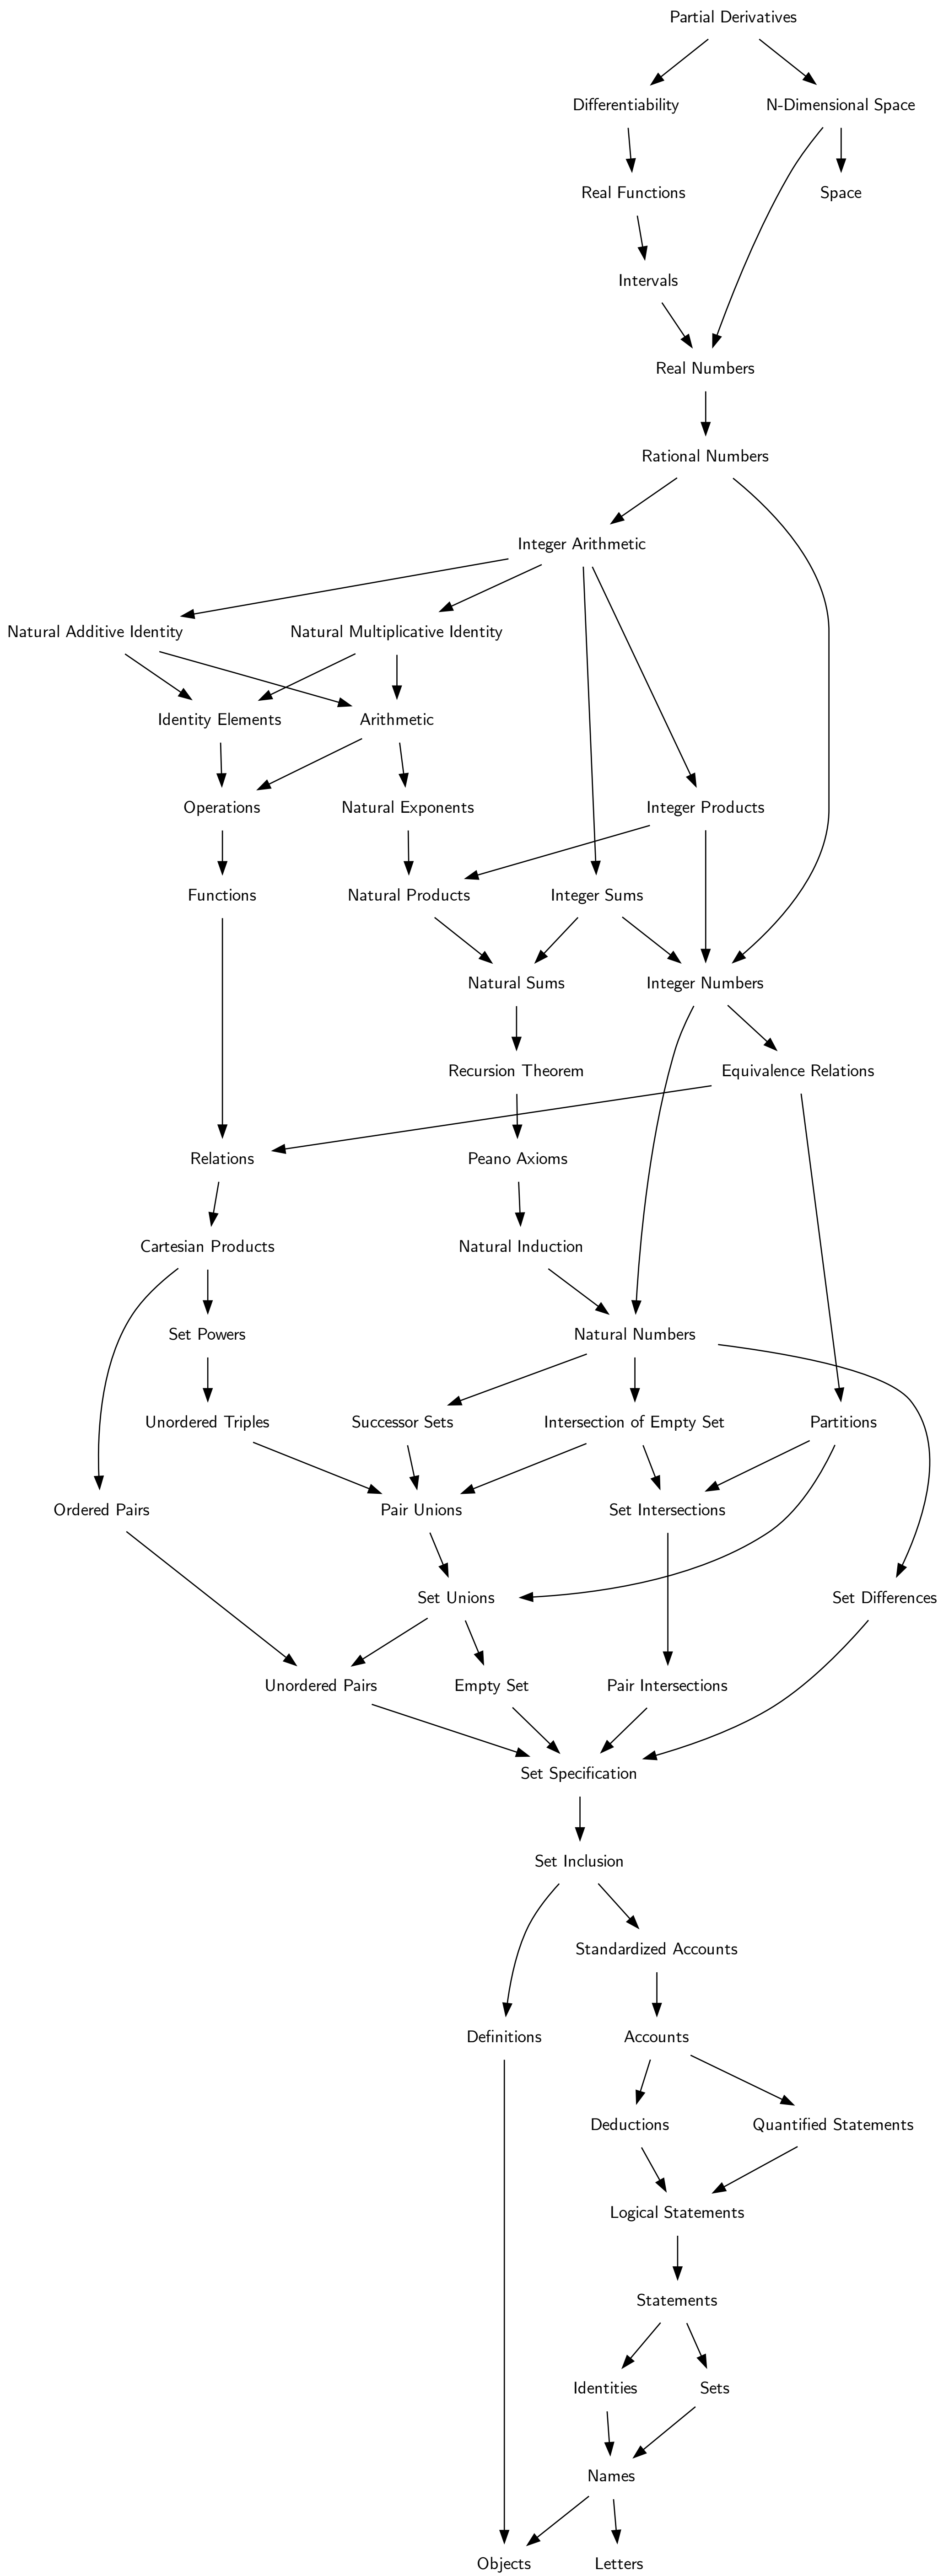 Partial Derivatives
Differentiability
N-Dimensional Space
Real Functions
Space
Intervals
Real Numbers
Rational Numbers
Integer Arithmetic
Natural Additive Identity
Natural Multiplicative Identity
Identity Elements
Arithmetic
Operations
Natural Exponents
Integer Products
Functions
Natural Products
Integer Sums
Natural Sums
Integer Numbers
Recursion Theorem
Equivalence Relations
Relations
Peano Axioms
Cartesian Products
Natural Induction
Set Powers
Natural Numbers
Unordered Triples
Successor Sets
Intersection of Empty Set
Partitions
Ordered Pairs
Pair Unions
Set Intersections
Set Unions
Set Differences
Unordered Pairs
Empty Set
Pair Intersections
Set Specification
Set Inclusion
Standardized Accounts
Definitions
Accounts
Deductions
Quantified Statements
Logical Statements
Statements
Identities
Sets
Names
Objects
Letters